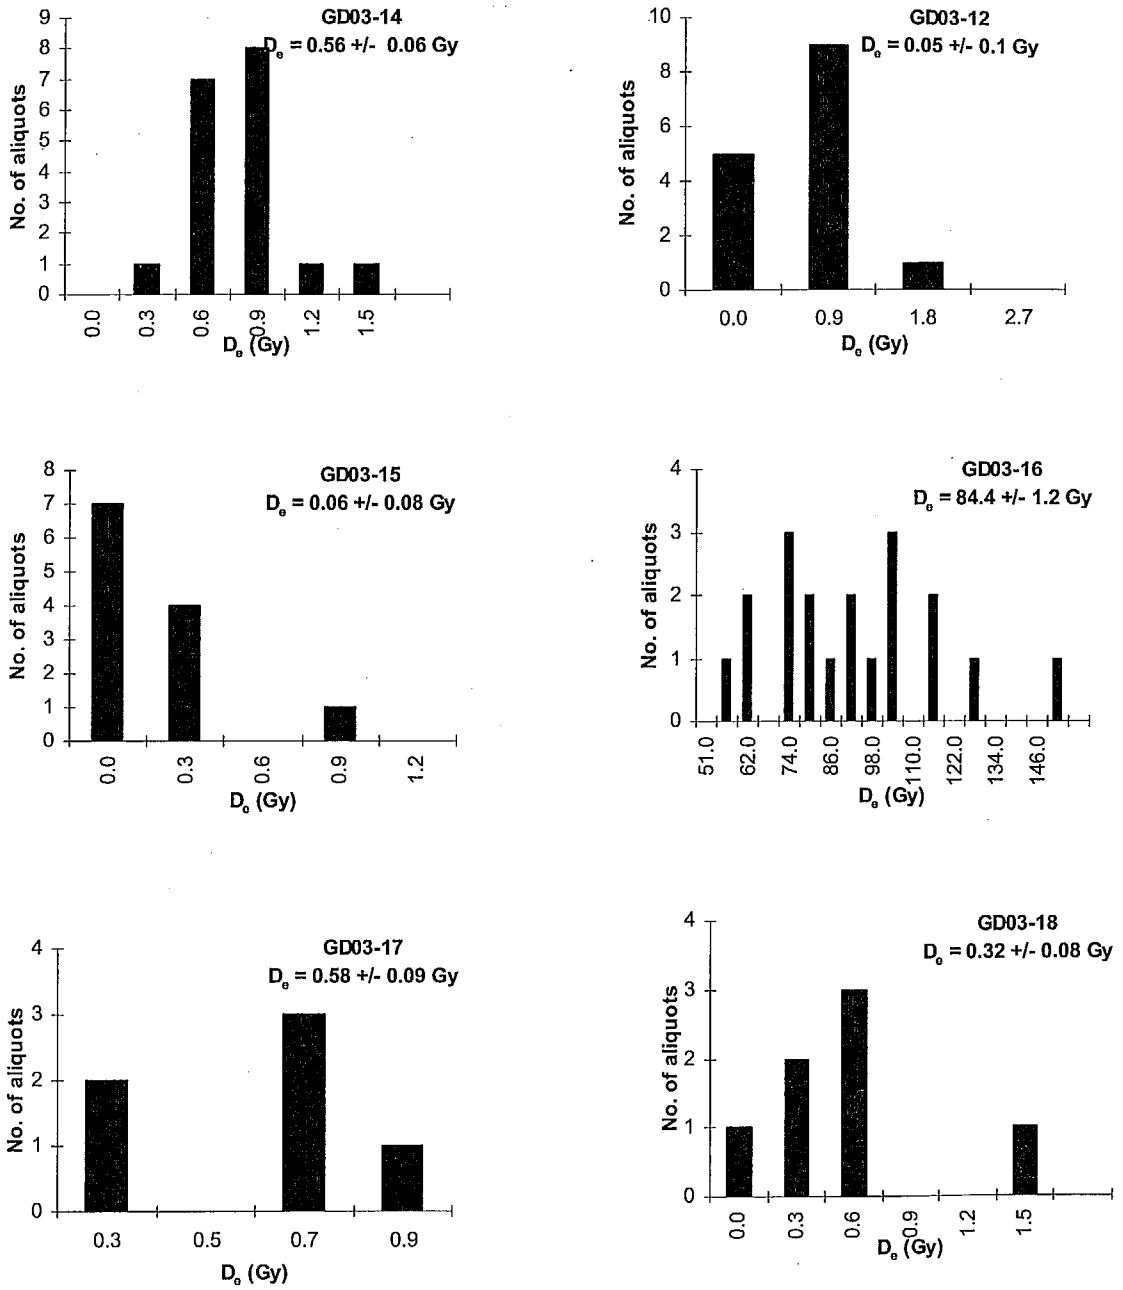 GD03-14
Dₑ = 0.56 +/- 0.06 Gy
No. of aliquots
9
8
7
6
5
4
3
2
1
0
0.0 0.3 0.6 0.9 1.2 1.5
Dₑ (Gy)
GD03-12
Dₑ = 0.05 +/- 0.1 Gy
No. of aliquots
10
8
6
4
2
0
0.0 0.9 1.8 2.7
Dₑ (Gy)
GD03-15
Dₑ = 0.06 +/- 0.08 Gy
No. of aliquots
8
7
6
5
4
3
2
1
0
0.0 0.3 0.6 0.9 1.2
Dₑ (Gy)
GD03-16
Dₑ = 84.4 +/- 1.2 Gy
No. of aliquots
4
3
2
1
0
51.0 62.0 74.0 86.0 98.0 110.0 122.0 134.0 146.0
Dₑ (Gy)
GD03-17
Dₑ = 0.58 +/- 0.09 Gy
No. of aliquots
4
3
2
1
0
0.3 0.5 0.7 0.9
Dₑ (Gy)
GD03-18
Dₑ = 0.32 +/- 0.08 Gy
No. of aliquots
4
3
2
1
0
0.0 0.3 0.6 0.9 1.2 1.5
Dₑ (Gy)